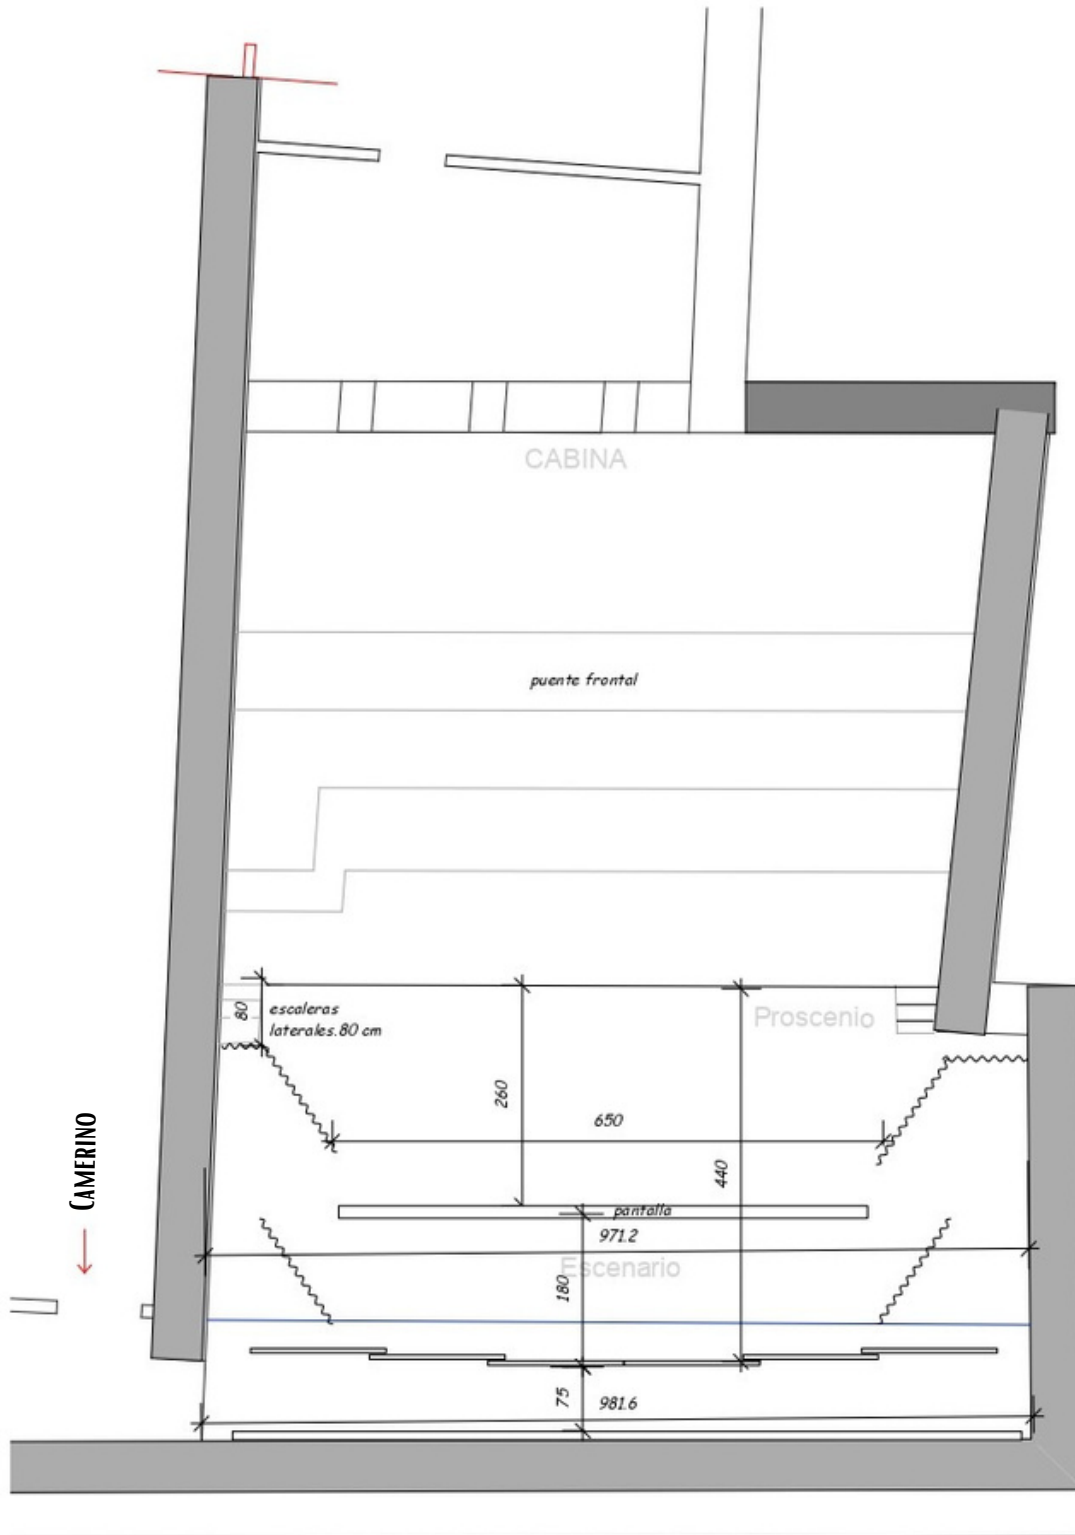 CABINA
puente frontal
80
escaleras
laterales.80 cm
Proscenio
260
650
440
CAMERINO
pantalla
971.2
Escenario
180
75
981.6